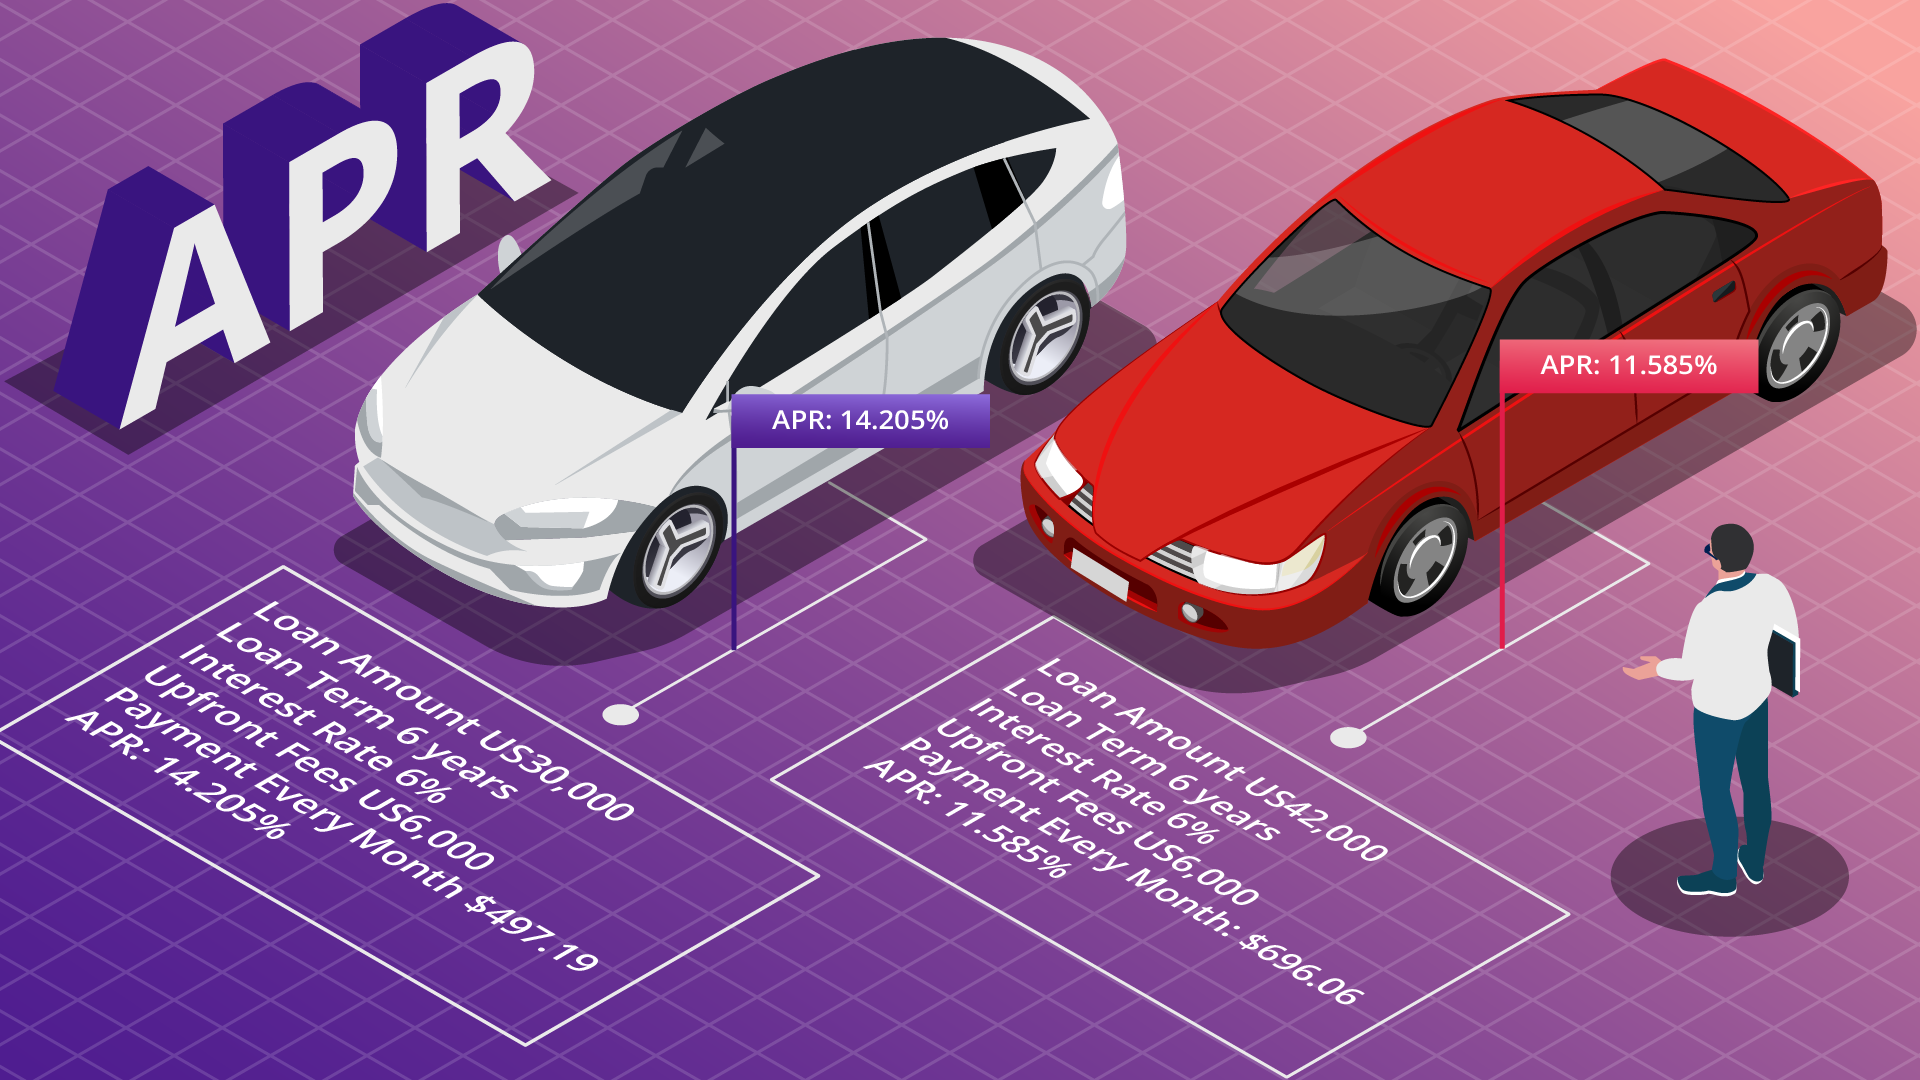 APR
APR: 14.205%
APR: 11.585%
Loan Amount US30,000
Loan Term 6 years
Interest Rate 6%
Upfront Fees US6,000
Payment Every Month $497.19
APR: 14.205%
Loan Amount US42,000
Loan Term 6 years
Interest Rate 6%
Upfront Fees US6,000
Payment Every Month: $696.06
APR: 11.585%